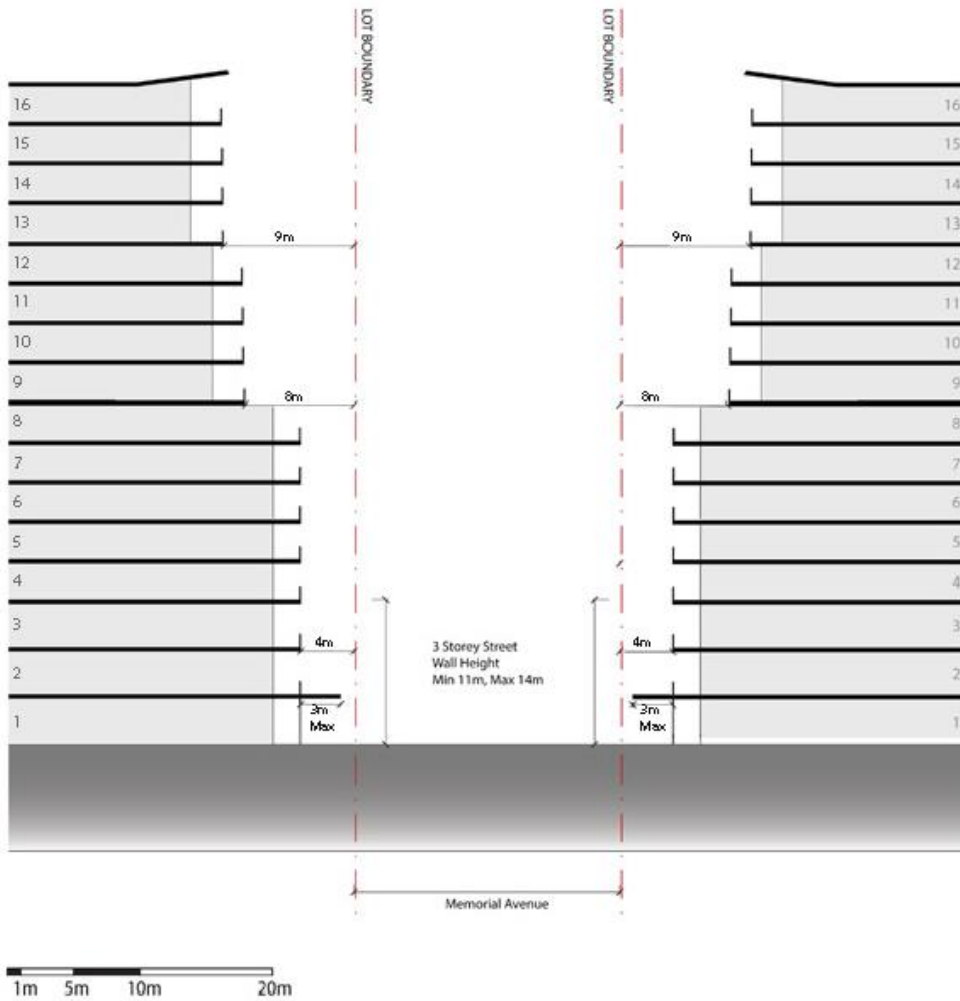 LOT BOUNDARY
LOT BOUNDARY
16 16
15 15
14 14
13 13
9m 9m
12 12
11 11
10 10
9 9
8m 8m
8 8
7 7
6 6
5 5
4 4
3 3
4m 4m
3 Storey Street
Wall Height
Min 11m, Max 14m
2 2
3m 3m
Max Max
1 1
Memorial Avenue
1m 5m 10m 20m